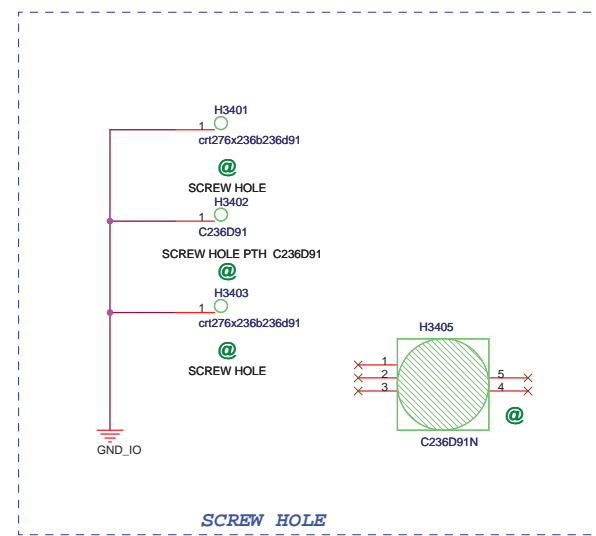 H3401
1
crt276x236b236d91
@
SCREW HOLE
H3402
1
C236D91
SCREW HOLE PTH C236D91
@
H3403
1
crt276x236b236d91
@
SCREW HOLE
GND_IO
H3405
1
2
3
5
4
@
C236D91N
SCREW HOLE